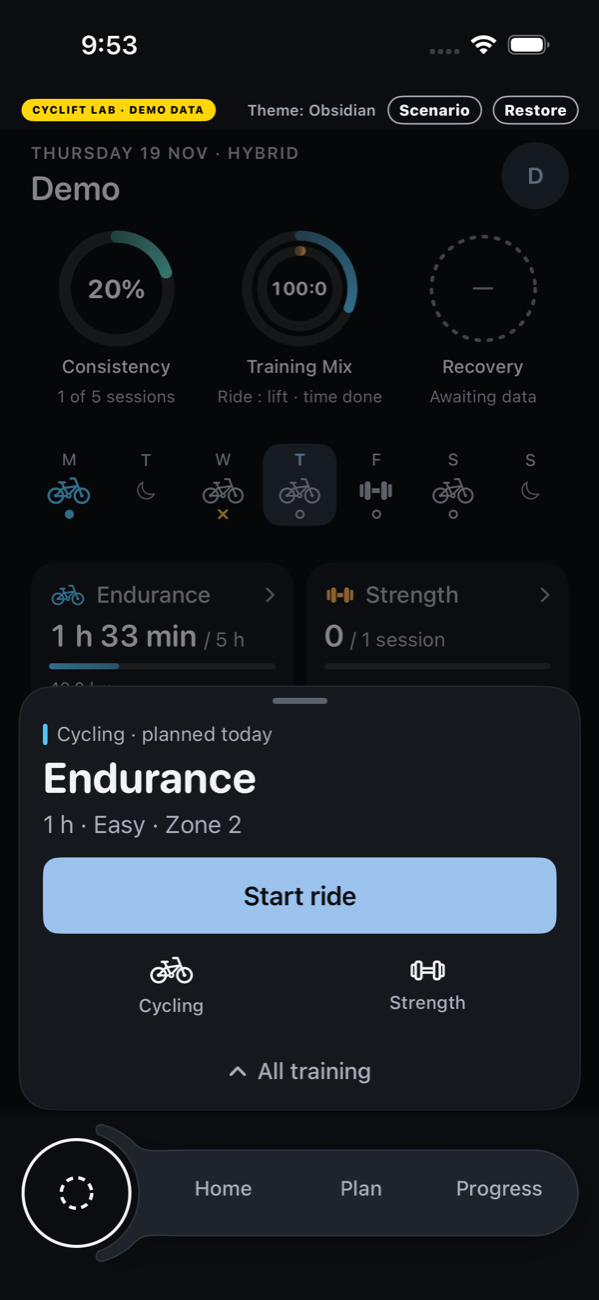 9:53
CYCLIFT LAB · DEMO DATA Theme: Obsidian Scenario Restore
THURSDAY 19 NOV · HYBRID
Demo
D
20% 100:0 —
Consistency Training Mix Recovery
1 of 5 sessions Ride : lift · time done Awaiting data
M T W T F S S
Endurance Strength
1 h 33 min / 5 h 0 / 1 session
Cycling · planned today
Endurance
1 h · Easy · Zone 2
Start ride
Cycling Strength
All training
Home Plan Progress